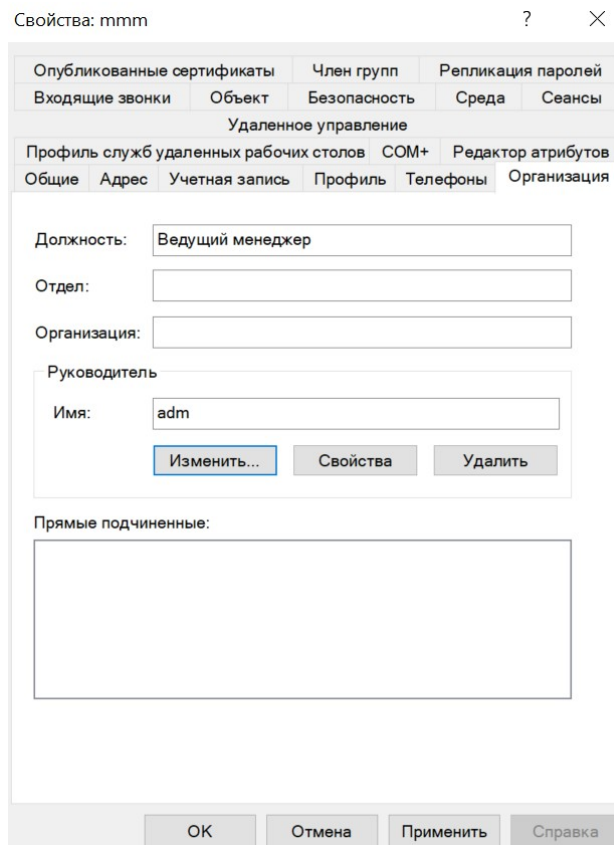 Свойства: mmm ?
Опубликованные сертификаты Член групп Репликация паролей
Входящие звонки Объект Безопасность Среда Сеансы
Удаленное управление
Профиль служб удаленных рабочих столов COM+ Редактор атрибутов
Общие Адрес Учетная запись Профиль Телефоны Организация
Должность: Ведущий менеджер
Отдел:
Организация:
Руководитель
Имя: adm
Изменить... Свойства Удалить
Прямые подчиненные:
OK Отмена Применить Справка